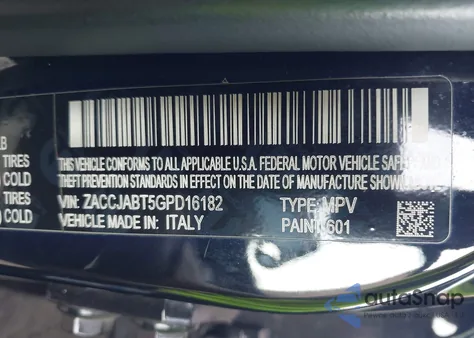 LB
TIRES
COLD
TIRES
) COLD
THIS VEHICLE CONFORMS TO ALL APPLICABLE U.S.A. FEDERAL MOTOR VEHICLE SAFETY
THEFT PREVENTION STANDARDS IN EFFECT ON THE DATE OF MANUFACTURE SHOWN
VIN: ZACCJABT5GPD16182 TYPE: MPV
VEHICLE MADE IN: ITALY PAINT: 601
autoSnap